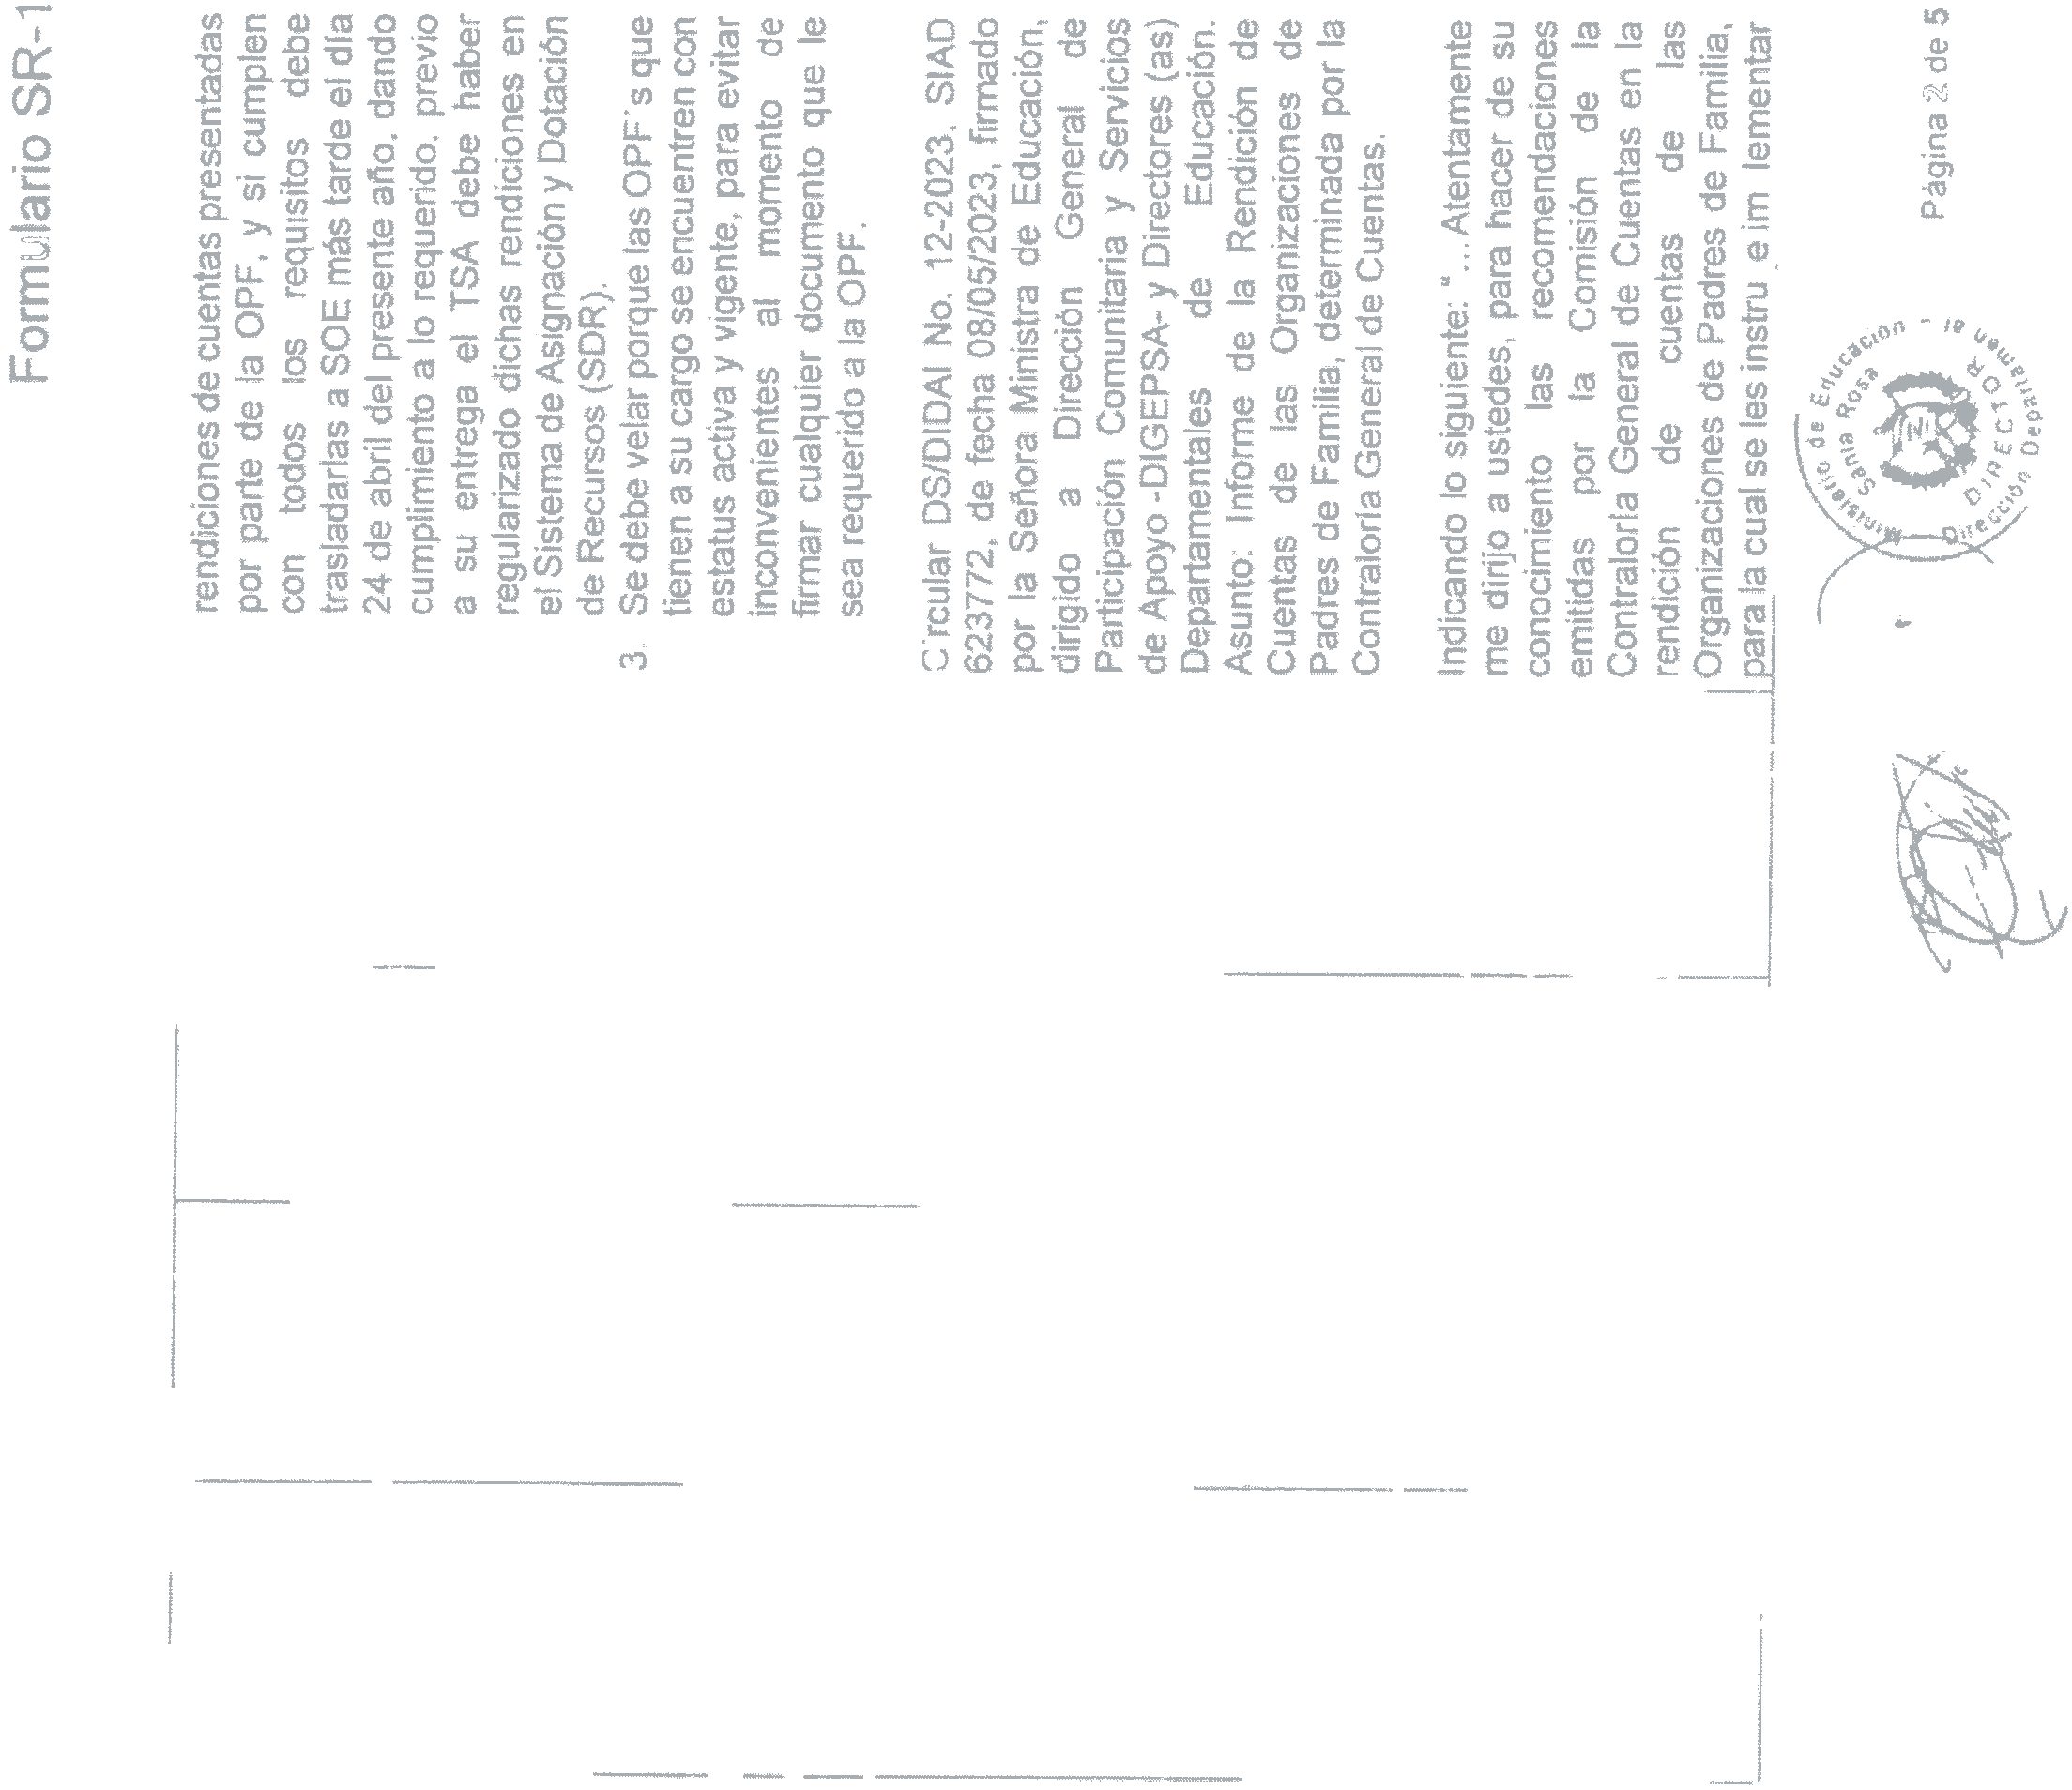 Formulario SR-1
rendiciones de cuentas presentadas
por parte de la OPF, y si cumplen
con todos los requisitos debe
trasladarlas a SOE más tarde el día
24 de abril del presente año, dando
cumplimiento a lo requerido, previo
a su entrega el TSA debe haber
regularizado dichas rendiciones en
el Sistema de Asignación y Dotación
de Recursos (SDR).
3. Se debe velar porque las OPF´s que
tienen a su cargo se encuentren con
estatus activa y vigente, para evitar
inconvenientes al momento de
firmar cualquier documento que le
sea requerido a la OPF.
Circular DS/DIDAI No. 12-2023, SIAD
623772, de fecha 08/05/2023, firmado
por la Señora Ministra de Educación,
dirigido a Dirección General de
Participación Comunitaria y Servicios
de Apoyo -DIGEPSA- y Directores (as)
Departamentales de Educación.
Asunto: Informe de la Rendición de
Cuentas de las Organizaciones de
Padres de Familia, determinada por la
Contraloría General de Cuentas.
Indicando lo siguiente: “...Atentamente
me dirijo a ustedes, para hacer de su
conocimiento las recomendaciones
emitidas por la Comisión de la
Contraloría General de Cuentas en la
rendición de cuentas de las
Organizaciones de Padres de Familia,
para la cual se les instru e im lementar
Ministerio de Educación
Santa Rosa
DIRECTOR
Dirección Departamental
Página 2 de 5